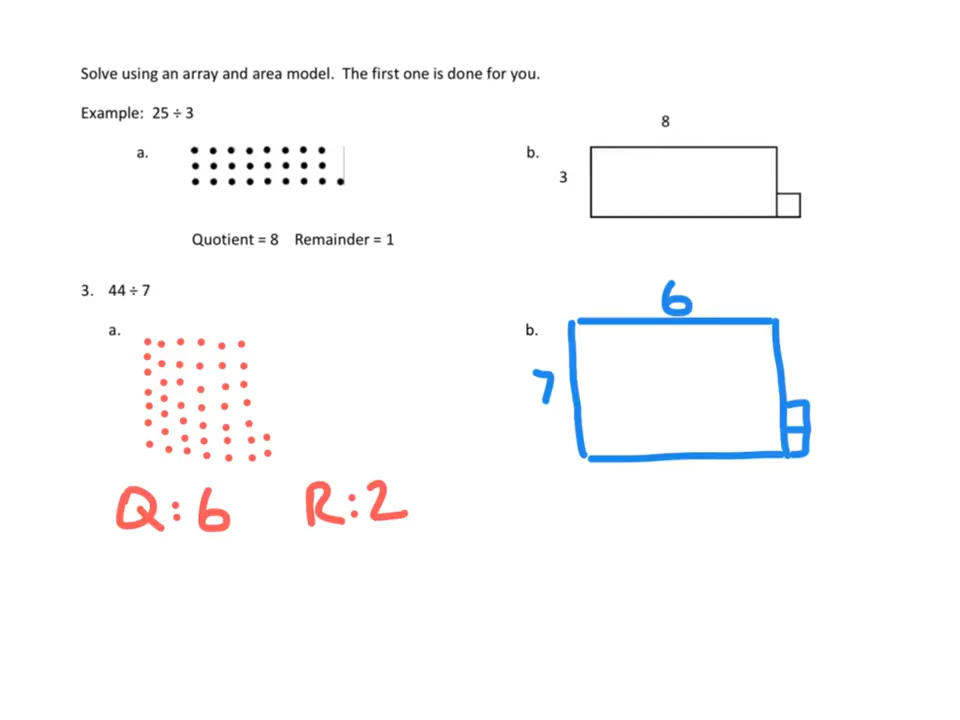 Solve using an array and area model. The first one is done for you.
Example: 25 ÷ 3
8
a.
b.
3
Quotient = 8 Remainder = 1
3. 44 ÷ 7
6
a.
b.
7
Q: 6 R: 2